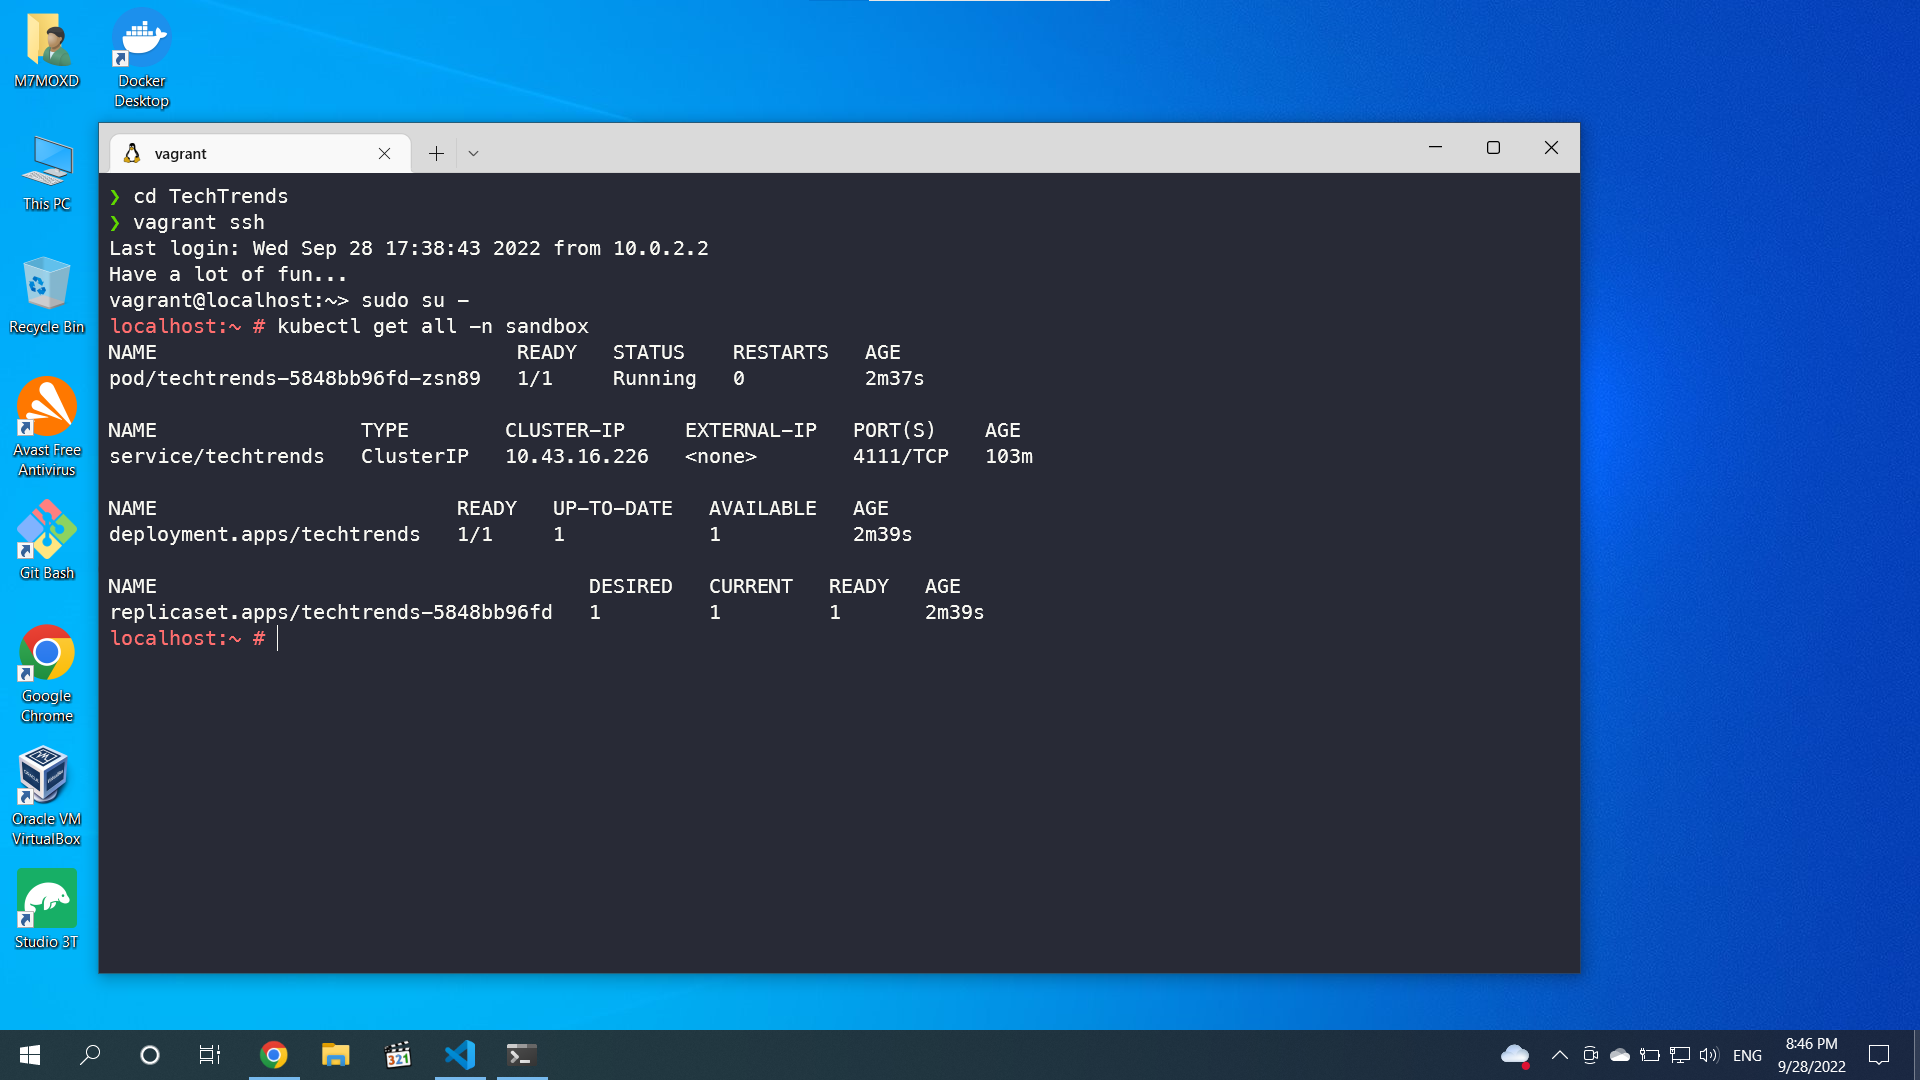 M7MOXD
Docker
Desktop
This PC
Recycle Bin
Avast Free
Antivirus
Git Bash
Google
Chrome
Oracle VM
VirtualBox
Studio 3T
vagrant
❯ cd TechTrends
❯ vagrant ssh
Last login: Wed Sep 28 17:38:43 2022 from 10.0.2.2
Have a lot of fun...
vagrant@localhost:~> sudo su -
localhost:~ # kubectl get all -n sandbox
NAME                              READY   STATUS    RESTARTS   AGE
pod/techtrends-5848bb96fd-zsn89   1/1     Running   0          2m37s

NAME                 TYPE        CLUSTER-IP     EXTERNAL-IP   PORT(S)    AGE
service/techtrends   ClusterIP   10.43.16.226   <none>        4111/TCP   103m

NAME                         READY   UP-TO-DATE   AVAILABLE   AGE
deployment.apps/techtrends   1/1     1            1           2m39s

NAME                                    DESIRED   CURRENT   READY   AGE
replicaset.apps/techtrends-5848bb96fd   1         1         1       2m39s
localhost:~ #
321
ENG
8:46 PM
9/28/2022